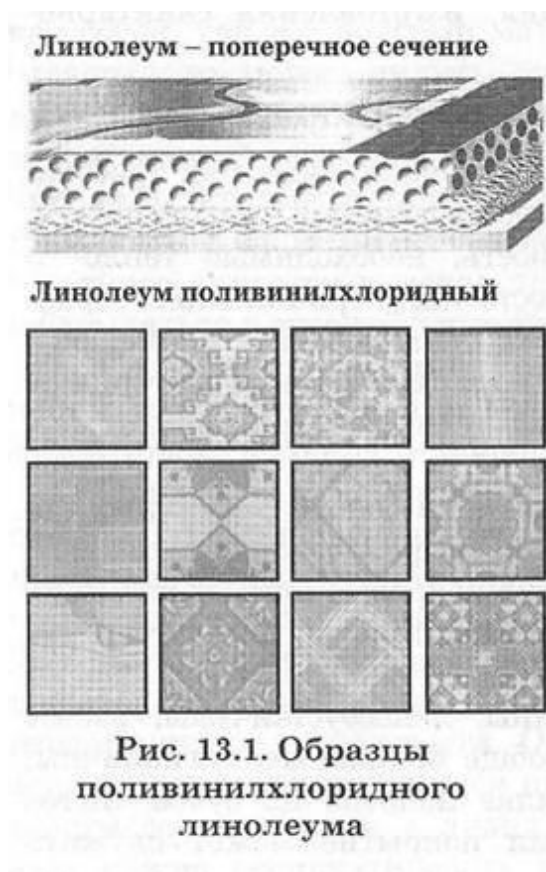 Линолеум – поперечное сечение
Линолеум поливинилхлоридный
Рис. 13.1. Образцы
поливинилхлоридного
линолеума